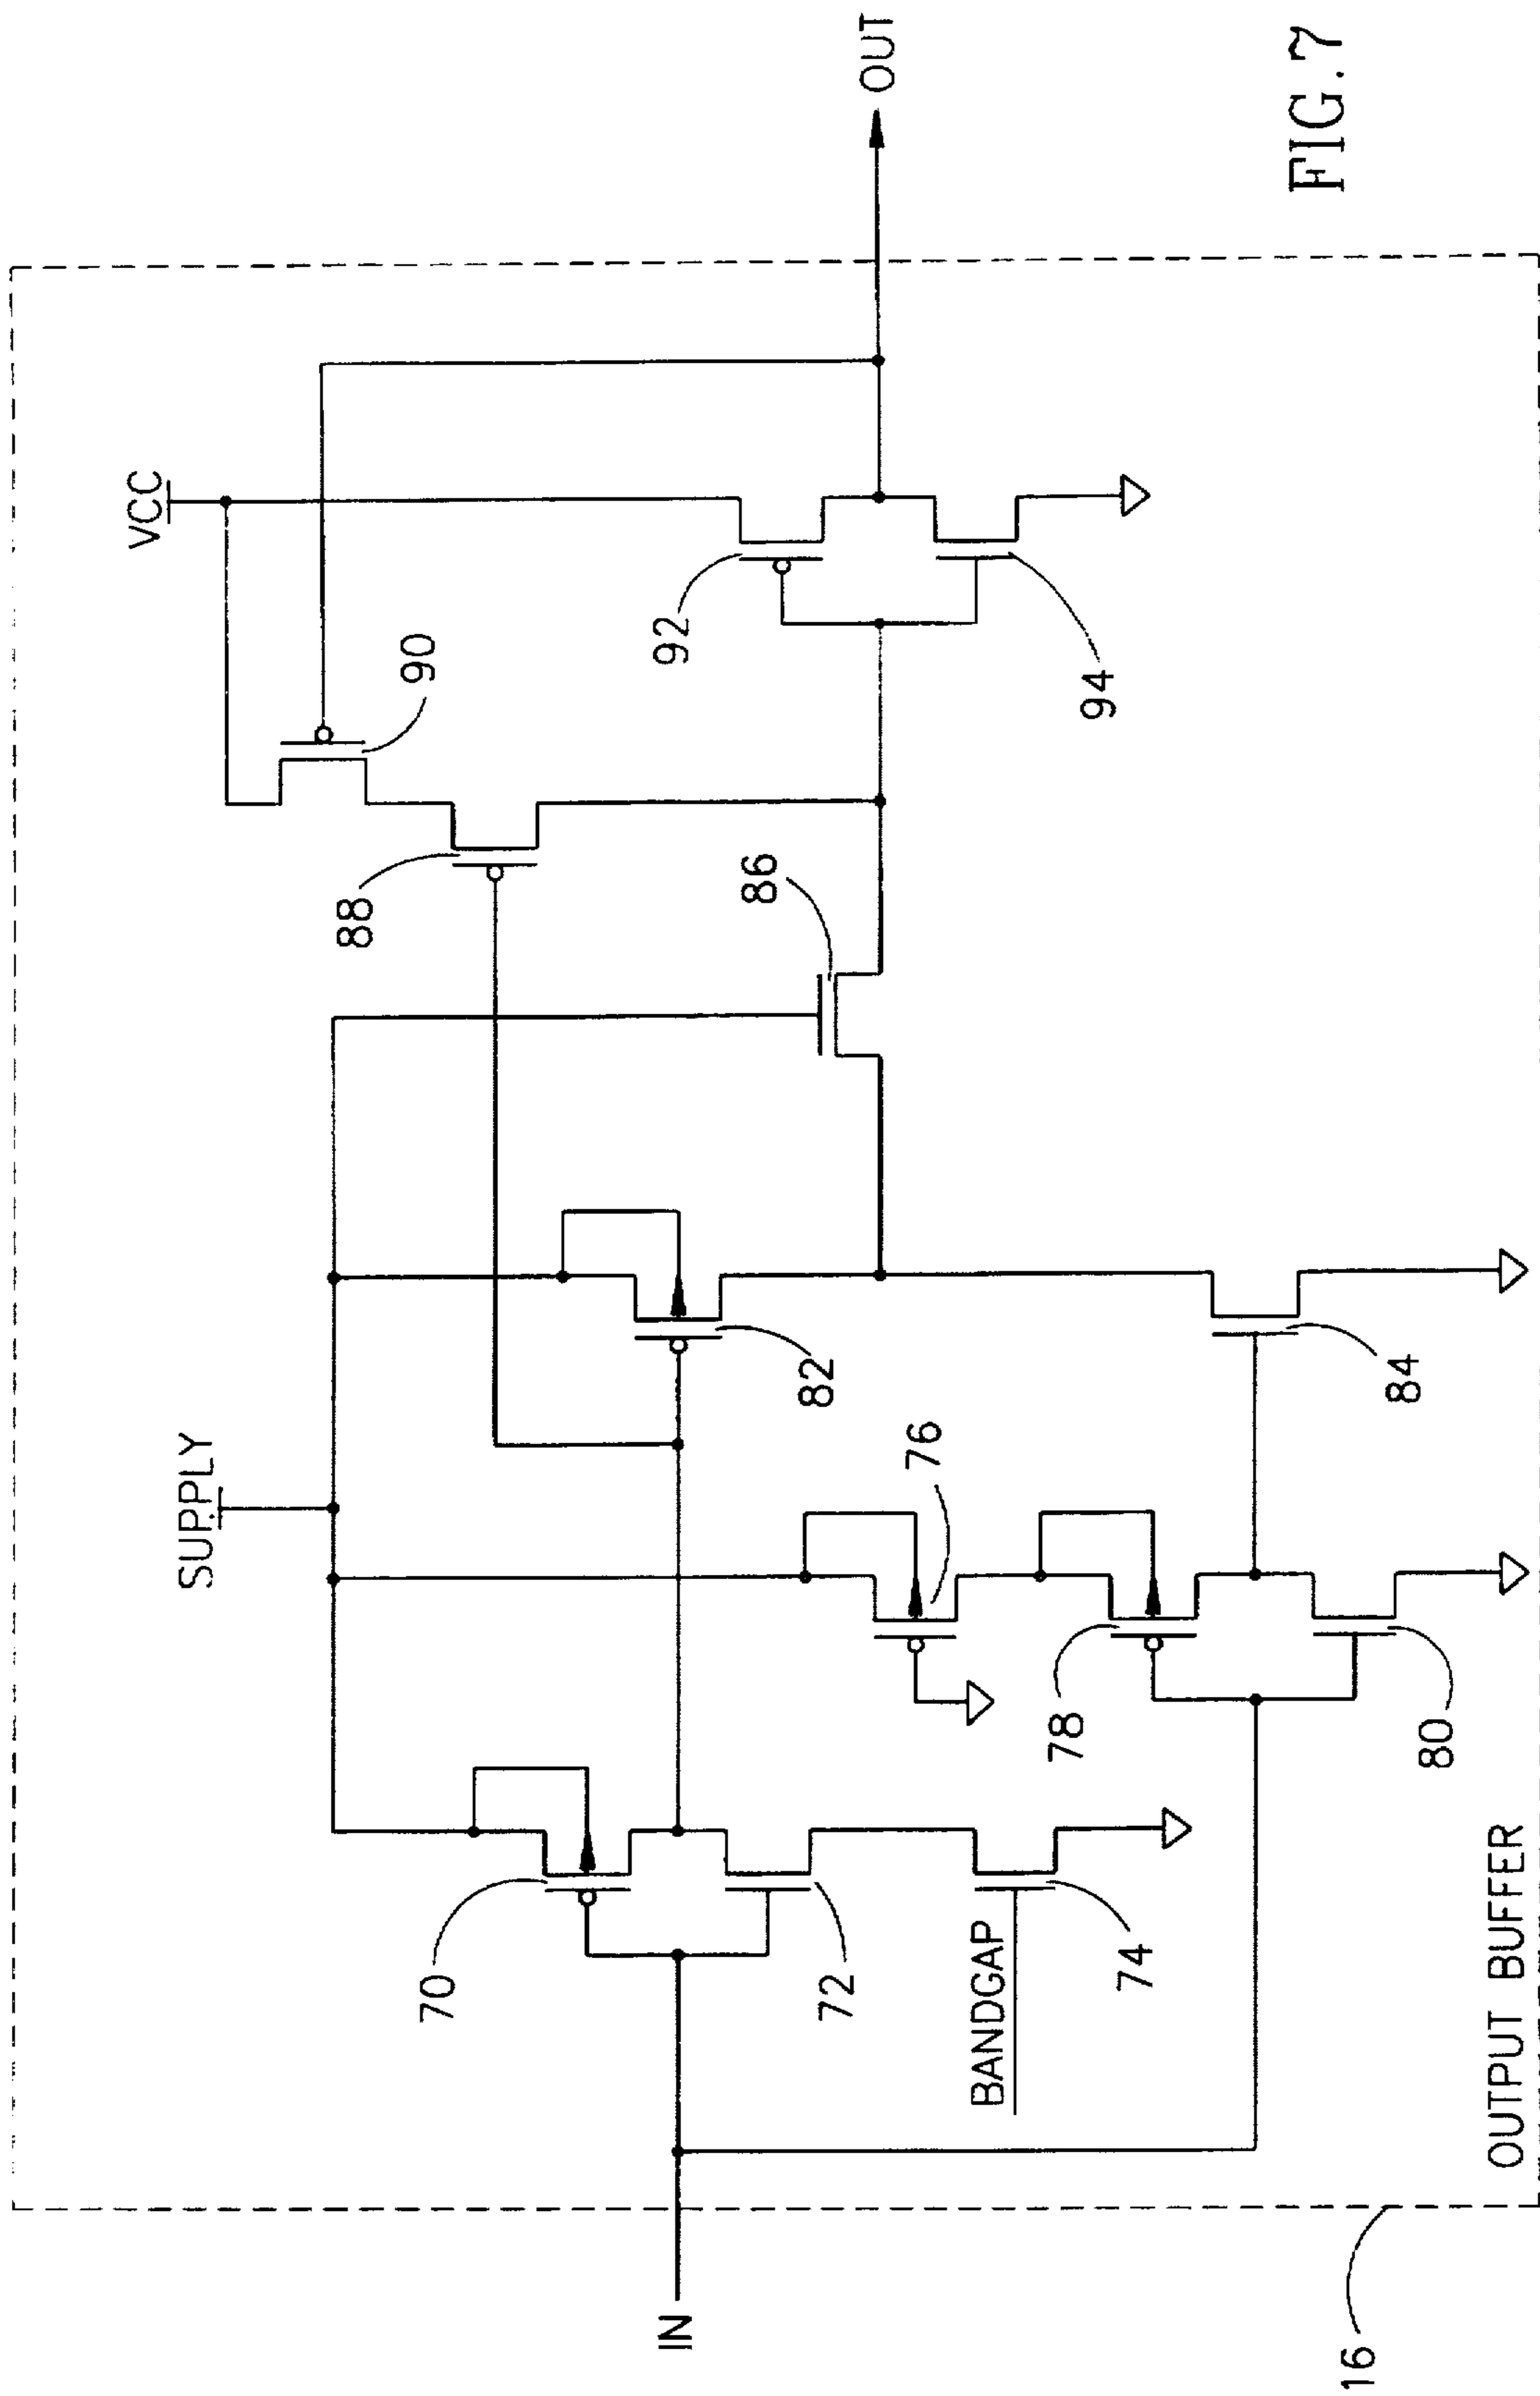 VCC
SUPPLY
90
88
92
OUT
86
70
82
76
94
IN
72
78
BANDGAP
74
84
80
OUTPUT BUFFER
16
FIG.7